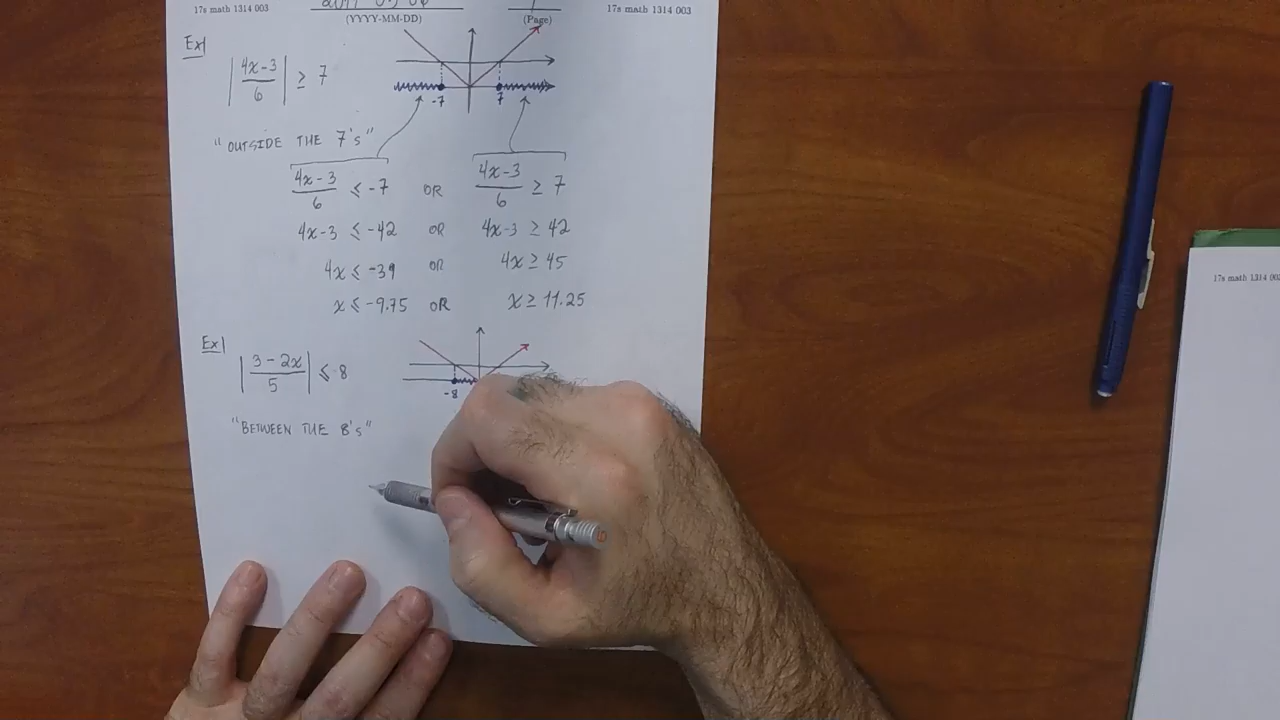 17s math 1314 003
17s math 1314 003
(YYYY-MM-DD)
(Page)
Ex|
|4x-3/6| ≥ 7
-7 7
"OUTSIDE THE 7's"
4x-3/6 ≤ -7 OR 4x-3/6 ≥ 7
4x-3 ≤ -42 OR 4x-3 ≥ 42
4x ≤ -39 OR 4x ≥ 45
x ≤ -9.75 OR x ≥ 11.25
Ex|
|3-2x/5| ≤ 8
-8
"BETWEEN THE 8's"
17s math 1314 00